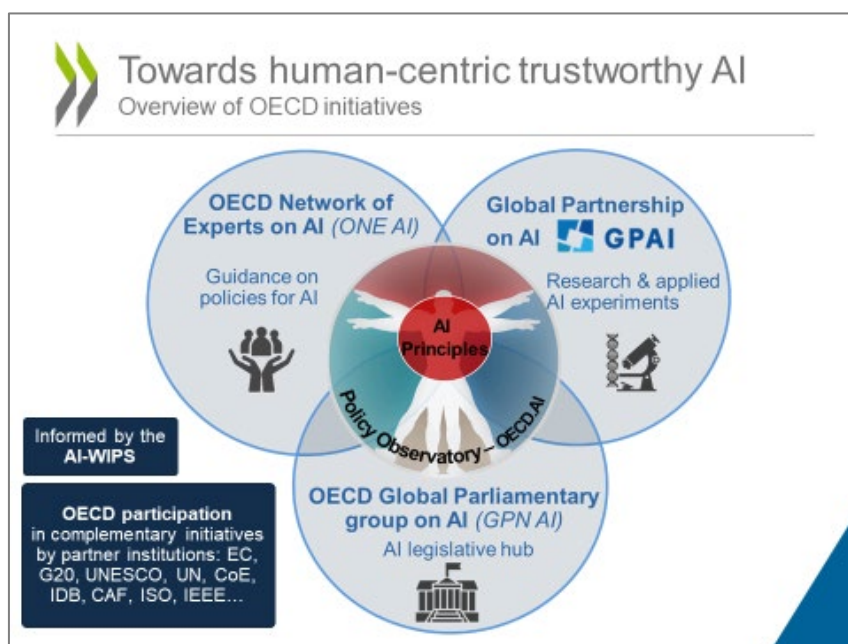 Towards human-centric trustworthy AI
Overview of OECD initiatives
OECD Network of
Experts on AI (ONE AI)
Guidance on
policies for AI
Global Partnership
on AI GPAI
Research & applied
AI experiments
AI
Principles
Policy Observatory – OECD.AI
Informed by the
AI-WIPS
OECD participation
in complementary initiatives
by partner institutions: EC,
G20, UNESCO, UN, CoE,
IDB, CAF, ISO, IEEE...
OECD Global Parliamentary
group on AI (GPN AI)
AI legislative hub